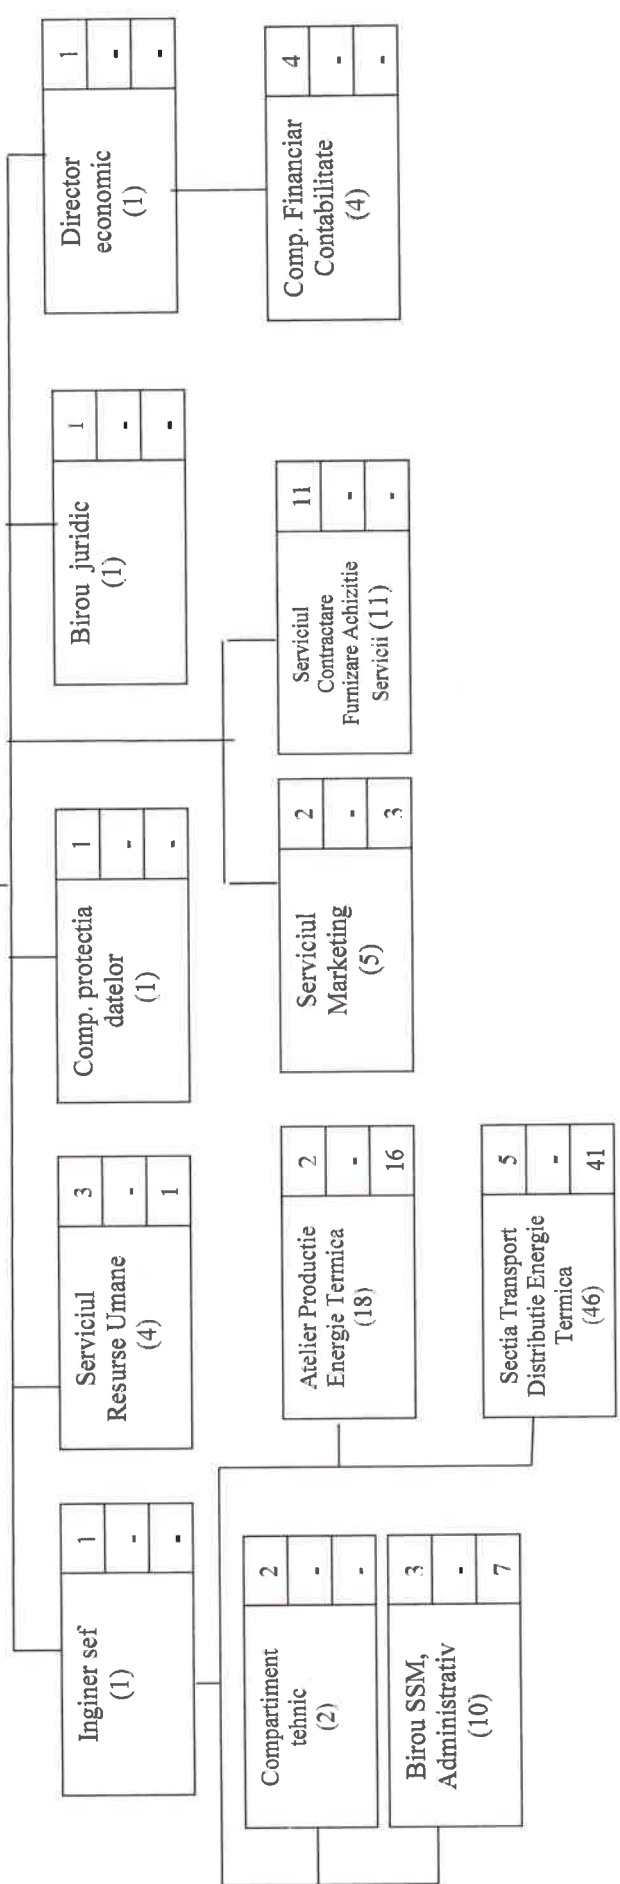 Inginer sef
(1)
1
-
-
Serviciul
Resurse Umane
(4)
3
-
1
Comp. protectia
datelor
(1)
1
-
-
Birou juridic
(1)
1
-
-
Director
economic
(1)
1
-
-
Compartiment
tehnic
(2)
2
-
-
Birou SSM,
Administrativ
(10)
3
-
7
Atelier Productie
Energie Termica
(18)
2
-
16
Sectia Transport
Distributie Energie
Termica
(46)
5
-
41
Serviciul
Marketing
(5)
2
-
3
Serviciul
Contractare
Furnizare Achizitie
Servicii (11)
11
-
-
Comp. Financiar
Contabilitate
(4)
4
-
-